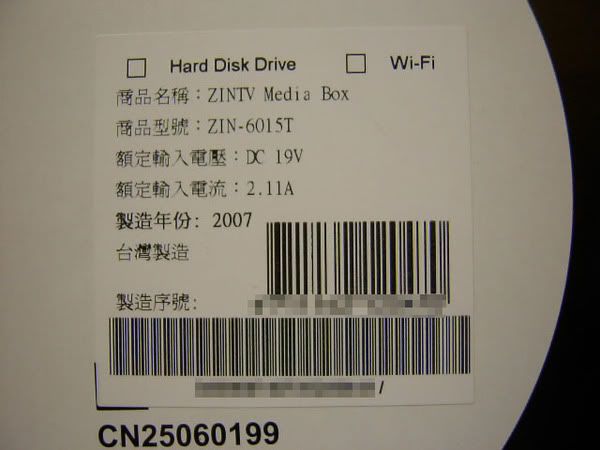 Hard Disk Drive Wi-Fi
商品名稱：ZINTV Media Box
商品型號：ZIN-6015T
額定輸入電壓：DC 19V
額定輸入電流：2.11A
製造年份: 2007
台灣製造
製造序號:
/
CN25060199